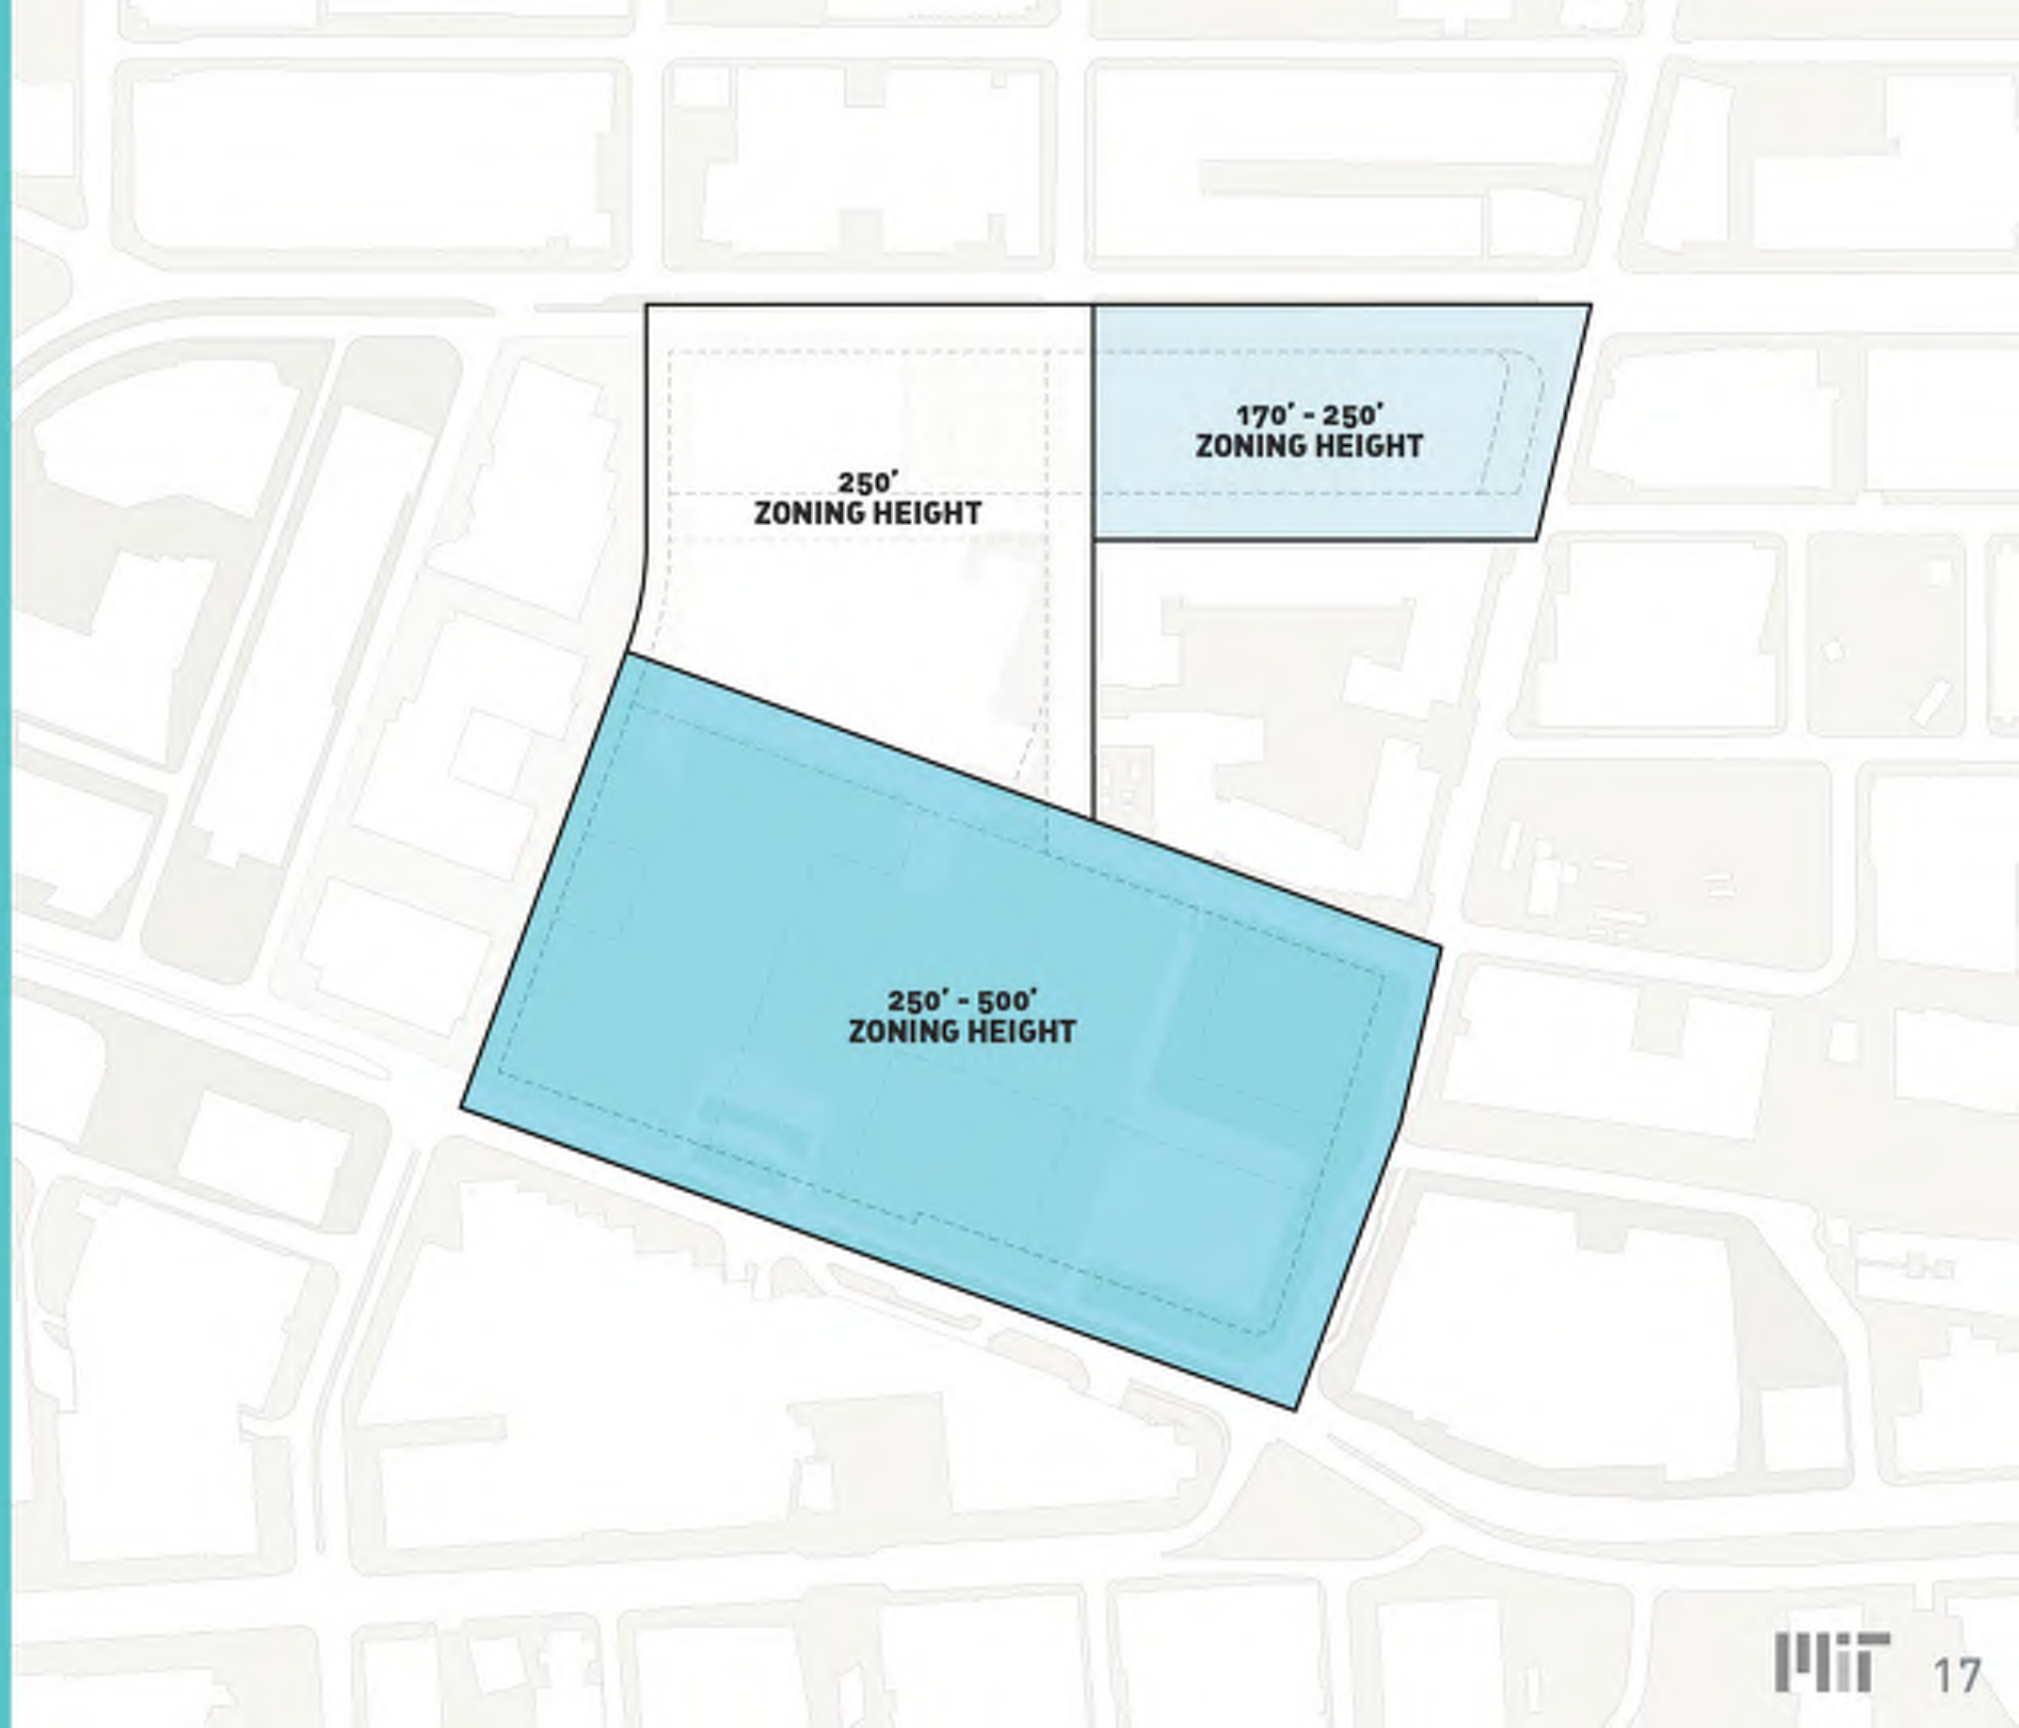 170′ - 250′
ZONING HEIGHT
250′
ZONING HEIGHT
250′ - 500′
ZONING HEIGHT
MIT 17